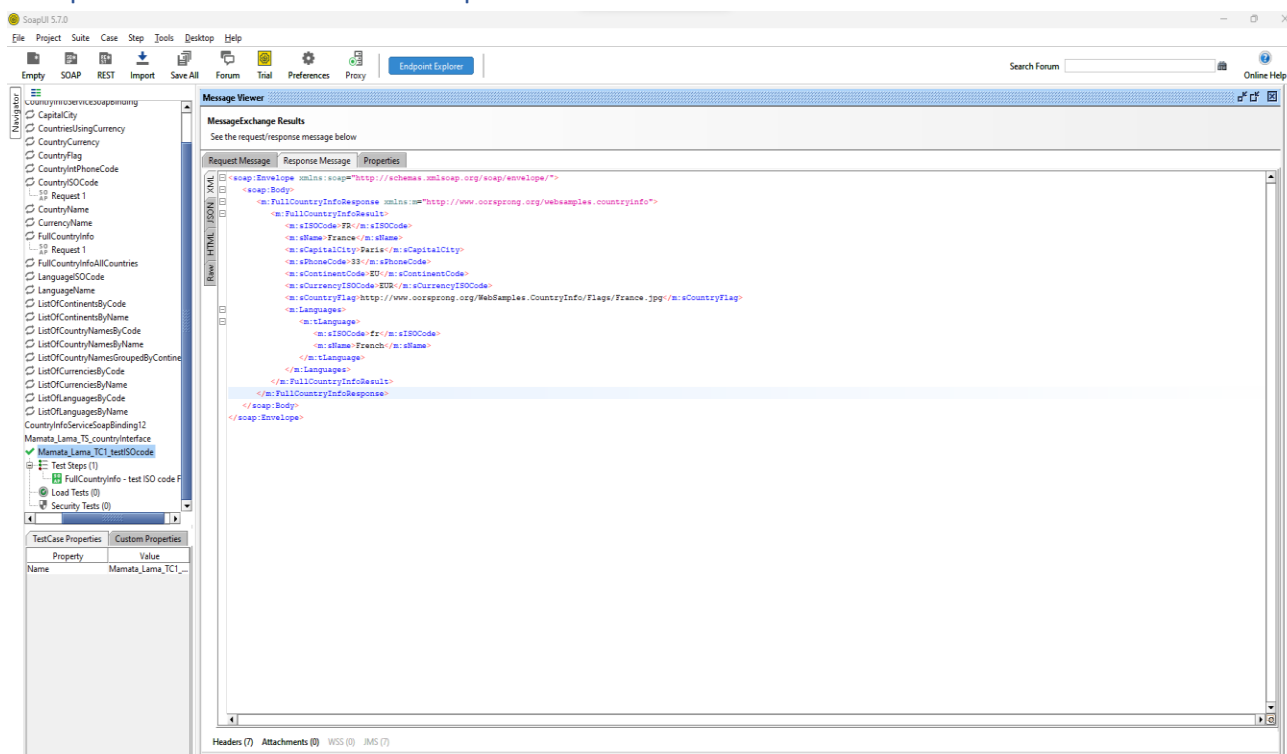 SoapUI 5.7.0
File Project Suite Case Step Tools Desktop Help
Empty SOAP REST Import Save All Forum Trial Preferences Proxy Endpoint Explorer Search Forum Online Help
Navigator
CountryInfoServiceSoapBinding
CapitalCity
CountriesUsingCurrency
CountryCurrency
CountryFlag
CountryIntPhoneCode
CountryISOCode
Request 1
CountryName
CurrencyName
FullCountryInfo
Request 1
FullCountryInfoAllCountries
LanguageISOCode
LanguageName
ListOfContinentsByCode
ListOfContinentsByName
ListOfCountryNamesByCode
ListOfCountryNamesByName
ListOfCountryNamesGroupedByContine
ListOfCurrenciesByCode
ListOfCurrenciesByName
ListOfLanguagesByCode
ListOfLanguagesByName
CountryInfoServiceSoapBinding12
Mamata_Lama_TS_countryInterface
Mamata_Lama_TC1_testISOcode
Test Steps (1)
FullCountryInfo - test ISO code F
Load Tests (0)
Security Tests (0)
TestCase Properties Custom Properties
Property Value
Name Mamata_Lama_TC1_...
Message Viewer
MessageExchange Results
See the request/response message below
Request Message Response Message Properties
XML
JSON
HTML
Raw
<soap:Envelope xmlns:soap="http://schemas.xmlsoap.org/soap/envelope/">
<soap:Body>
<m:FullCountryInfoResponse xmlns:m="http://www.oorsprong.org/websamples.countryinfo">
<m:FullCountryInfoResult>
<m:sISOCode>FR</m:sISOCode>
<m:sName>France</m:sName>
<m:sCapitalCity>Paris</m:sCapitalCity>
<m:sPhoneCode>33</m:sPhoneCode>
<m:sContinentCode>EU</m:sContinentCode>
<m:sCurrencyISOCode>EUR</m:sCurrencyISOCode>
<m:sCountryFlag>http://www.oorsprong.org/WebSamples.CountryInfo/Flags/France.jpg</m:sCountryFlag>
<m:Languages>
<m:tLanguage>
<m:sISOCode>fr</m:sISOCode>
<m:sName>French</m:sName>
</m:tLanguage>
</m:Languages>
</m:FullCountryInfoResult>
</m:FullCountryInfoResponse>
</soap:Body>
</soap:Envelope>
Headers (7) Attachments (0) WSS (0) JMS (7)